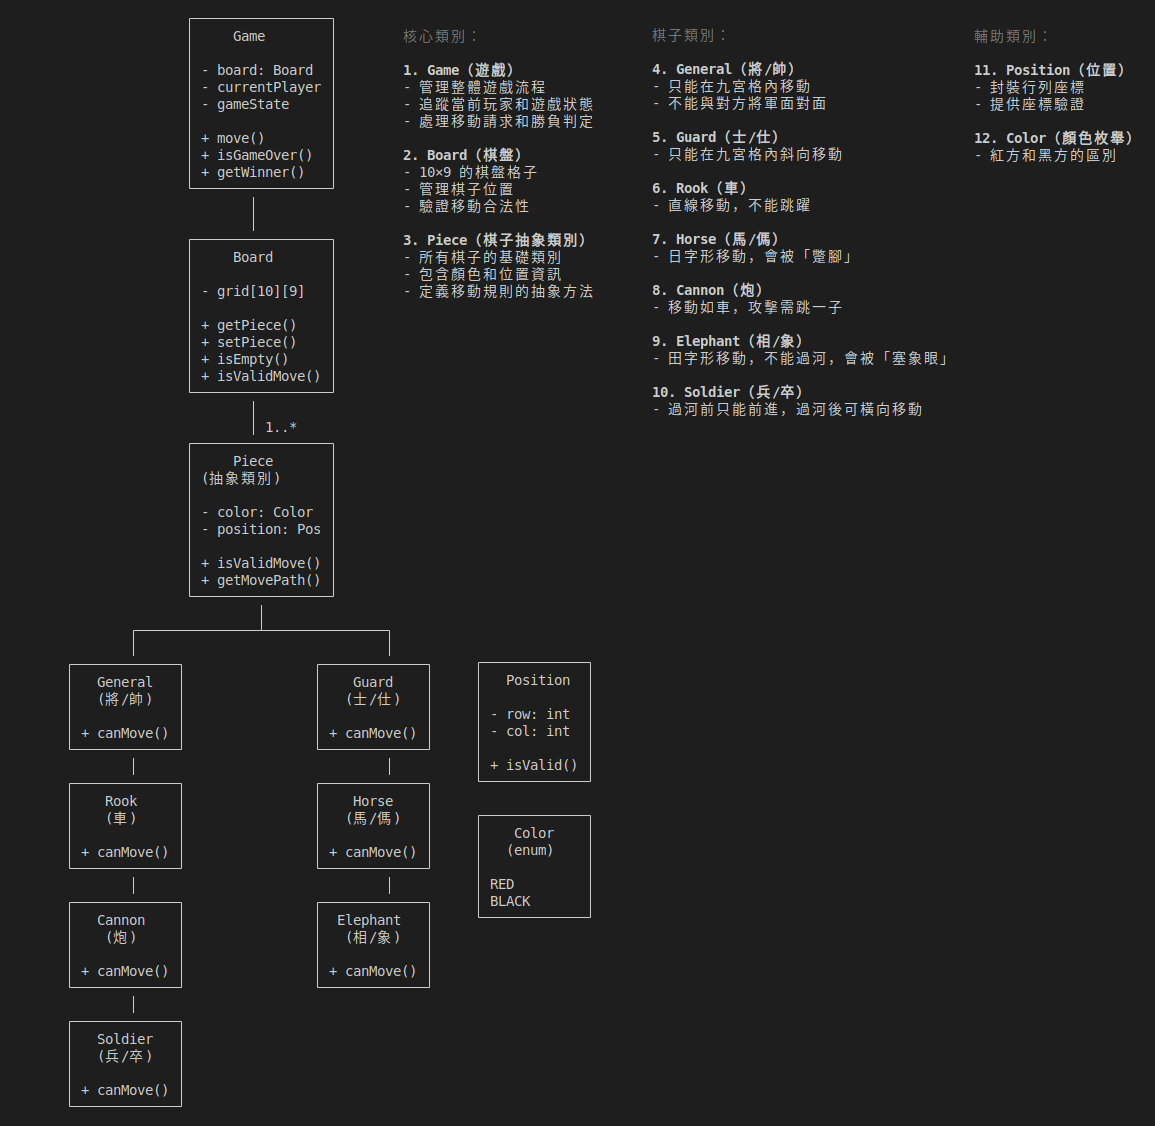 Game
- board: Board
- currentPlayer
- gameState
+ move()
+ isGameOver()
+ getWinner()
Board
- grid[10][9]
+ getPiece()
+ setPiece()
+ isEmpty()
+ isValidMove()
1..*
Piece
(抽象類別)
- color: Color
- position: Pos
+ isValidMove()
+ getMovePath()
General
(將/帥)
+ canMove()
Guard
(士/仕)
+ canMove()
Rook
(車)
+ canMove()
Horse
(馬/傌)
+ canMove()
Cannon
(炮)
+ canMove()
Elephant
(相/象)
+ canMove()
Soldier
(兵/卒)
+ canMove()
Position
- row: int
- col: int
+ isValid()
Color
(enum)
RED
BLACK
核心類別：
1. Game（遊戲）
- 管理整體遊戲流程
- 追蹤當前玩家和遊戲狀態
- 處理移動請求和勝負判定
2. Board（棋盤）
- 10×9 的棋盤格子
- 管理棋子位置
- 驗證移動合法性
3. Piece（棋子抽象類別）
- 所有棋子的基礎類別
- 包含顏色和位置資訊
- 定義移動規則的抽象方法
棋子類別：
4. General（將/帥）
- 只能在九宮格內移動
- 不能與對方將軍面對面
5. Guard（士/仕）
- 只能在九宮格內斜向移動
6. Rook（車）
- 直線移動，不能跳躍
7. Horse（馬/傌）
- 日字形移動，會被「蹩腳」
8. Cannon（炮）
- 移動如車，攻擊需跳一子
9. Elephant（相/象）
- 田字形移動，不能過河，會被「塞象眼」
10. Soldier（兵/卒）
- 過河前只能前進，過河後可橫向移動
輔助類別：
11. Position（位置）
- 封裝行列座標
- 提供座標驗證
12. Color（顏色枚舉）
- 紅方和黑方的區別